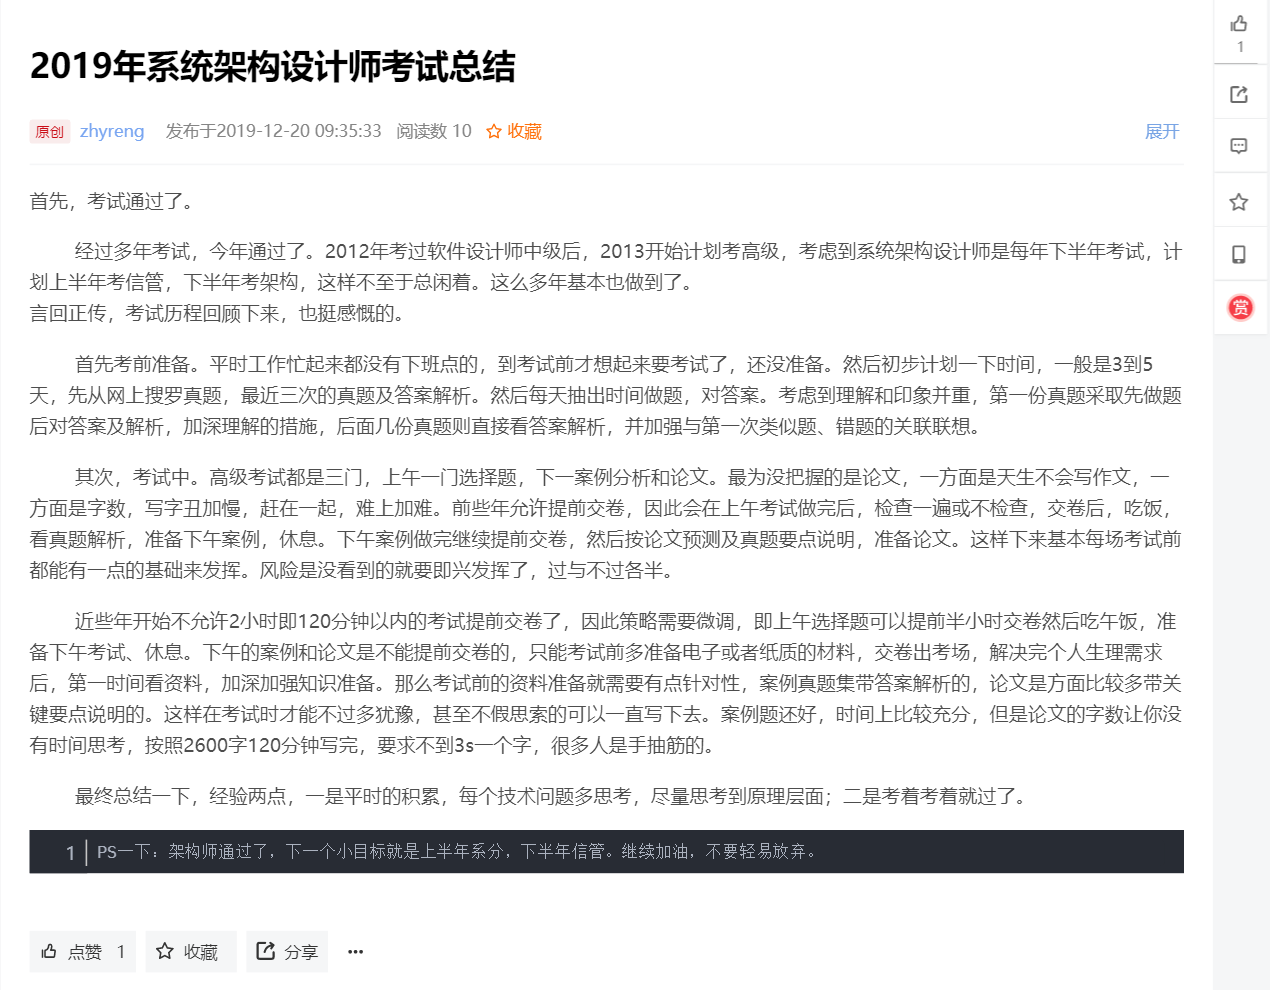 2019年系统架构设计师考试总结
原创 zhyreng 发布于2019-12-20 09:35:33 阅读数 10 收藏 展开
首先，考试通过了。
经过多年考试，今年通过了。2012年考过软件设计师中级后，2013开始计划考高级，考虑到系统架构设计师是每年下半年考试，计
划上半年考信管，下半年考架构，这样不至于总闲着。这么多年基本也做到了。
言回正传，考试历程回顾下来，也挺感慨的。
首先考前准备。平时工作忙起来都没有下班点的，到考试前才想起来要考试了，还没准备。然后初步计划一下时间，一般是3到5
天，先从网上搜罗真题，最近三次的真题及答案解析。然后每天抽出时间做题，对答案。考虑到理解和印象并重，第一份真题采取先做题
后对答案及解析，加深理解的措施，后面几份真题则直接看答案解析，并加强与第一次类似题、错题的关联联想。
其次，考试中。高级考试都是三门，上午一门选择题，下一案例分析和论文。最为没把握的是论文，一方面是天生不会写作文，一
方面是字数，写字丑加慢，赶在一起，难上加难。前些年允许提前交卷，因此会在上午考试做完后，检查一遍或不检查，交卷后，吃饭，
看真题解析，准备下午案例，休息。下午案例做完继续提前交卷，然后按论文预测及真题要点说明，准备论文。这样下来基本每场考试前
都能有一点的基础来发挥。风险是没看到的就要即兴发挥了，过与不过各半。
近些年开始不允许2小时即120分钟以内的考试提前交卷了，因此策略需要微调，即上午选择题可以提前半小时交卷然后吃午饭，准
备下午考试、休息。下午的案例和论文是不能提前交卷的，只能考试前多准备电子或者纸质的材料，交卷出考场，解决完个人生理需求
后，第一时间看资料，加深加强知识准备。那么考试前的资料准备就需要有点针对性，案例真题集带答案解析的，论文是方面比较多带关
键要点说明的。这样在考试时才能不过多犹豫，甚至不假思索的可以一直写下去。案例题还好，时间上比较充分，但是论文的字数让你没
有时间思考，按照2600字120分钟写完，要求不到3s一个字，很多人是手抽筋的。
最终总结一下，经验两点，一是平时的积累，每个技术问题多思考，尽量思考到原理层面；二是考着考着就过了。
1 PS一下：架构师通过了，下一个小目标就是上半年系分，下半年信管。继续加油，不要轻易放弃。
点赞 1 收藏 分享 •••
1
赏